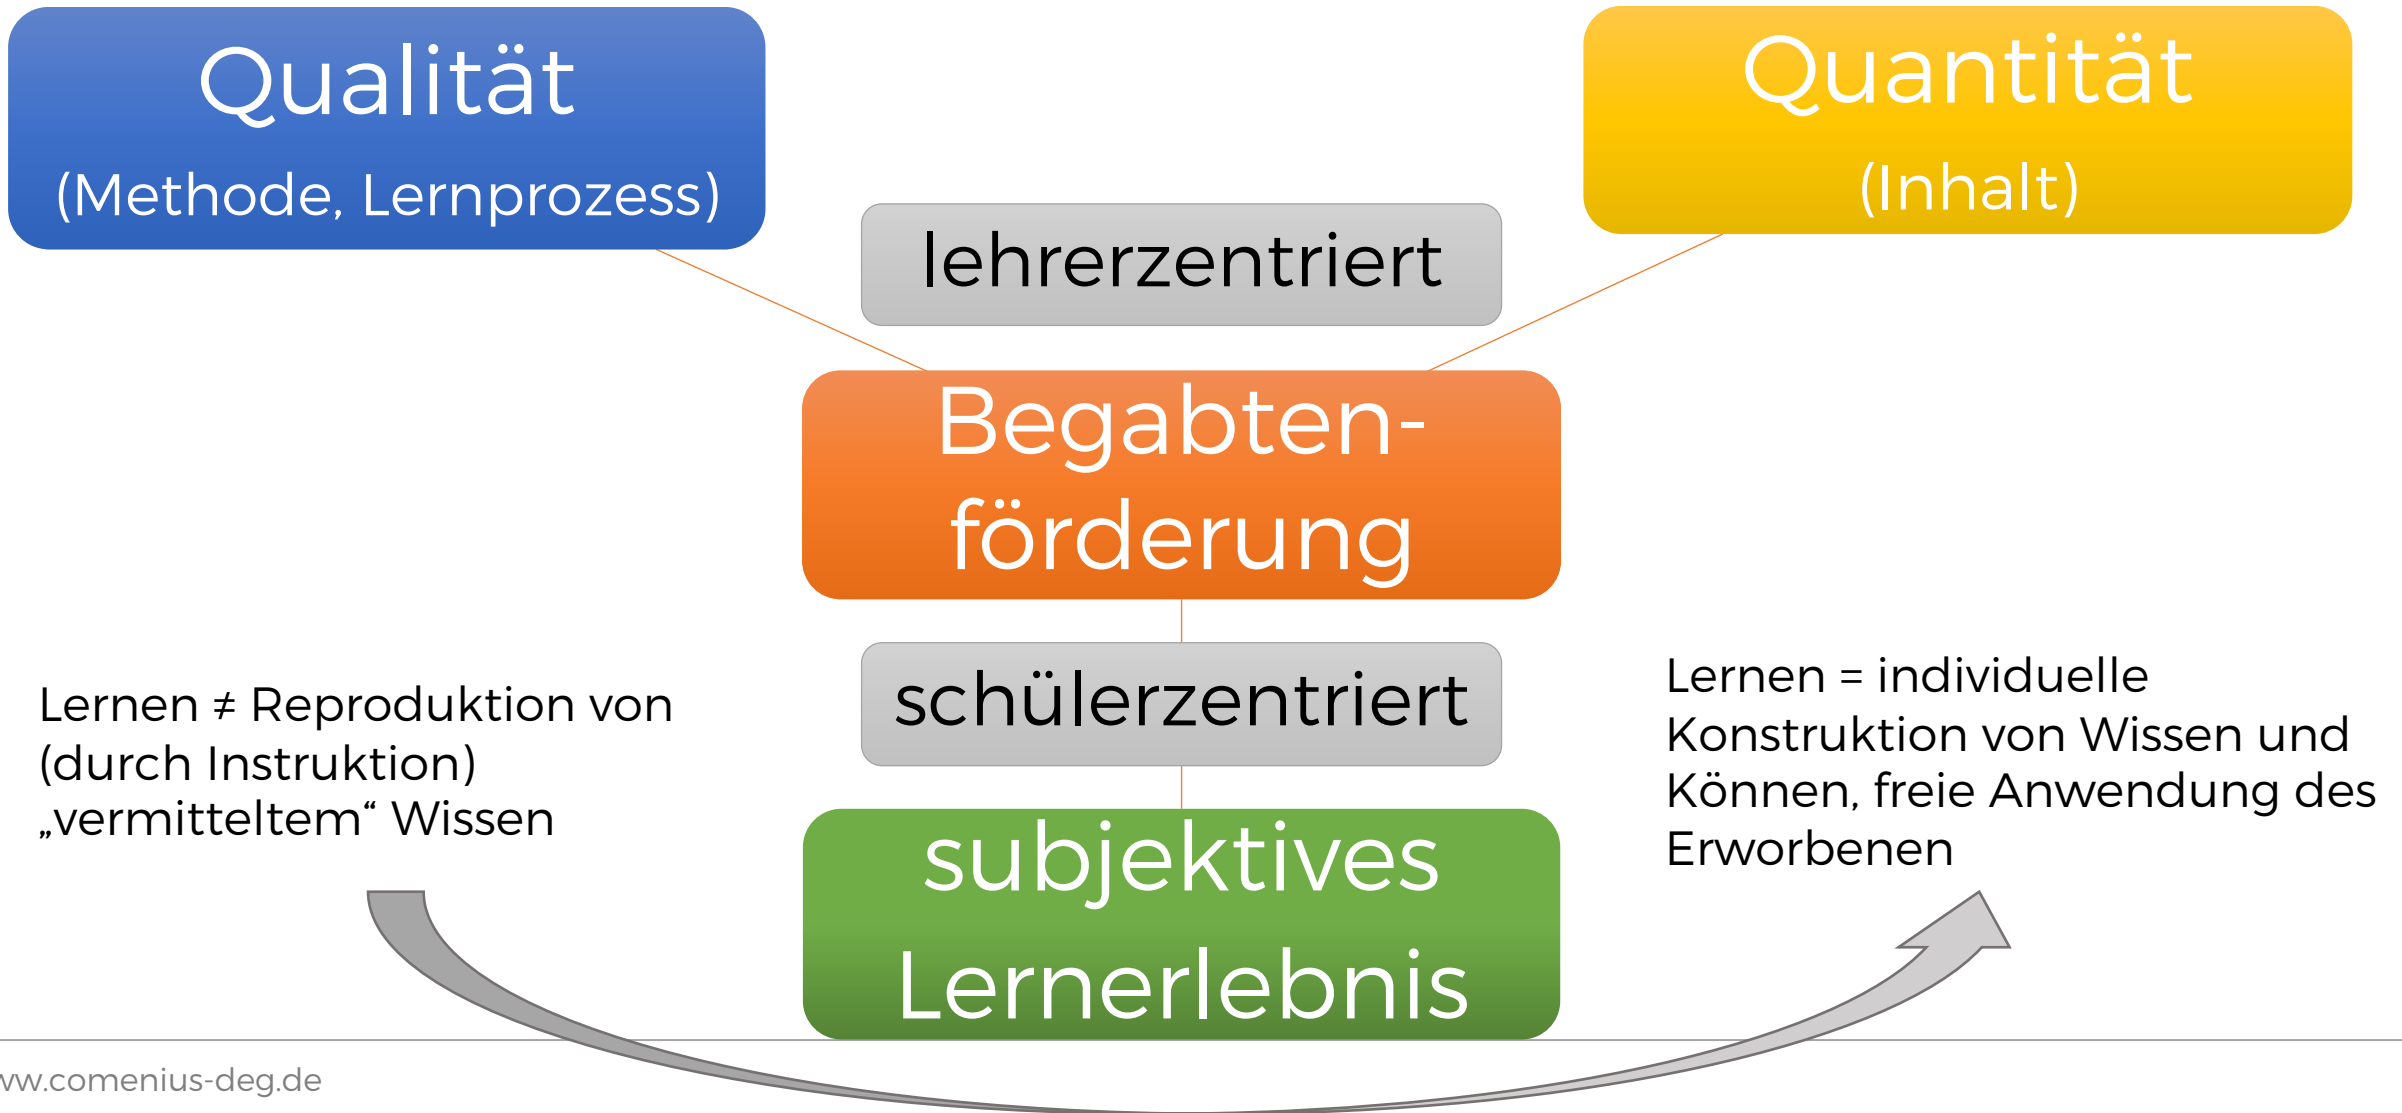 Qualität
(Methode, Lernprozess)
Quantität
(Inhalt)
lehrerzentriert
Begabten-
förderung
schülerzentriert
subjektives
Lernerlebnis
Lernen ≠ Reproduktion von
(durch Instruktion)
„vermitteltem“ Wissen
Lernen = individuelle
Konstruktion von Wissen und
Können, freie Anwendung des
Erworbenen
ww.comenius-deg.de